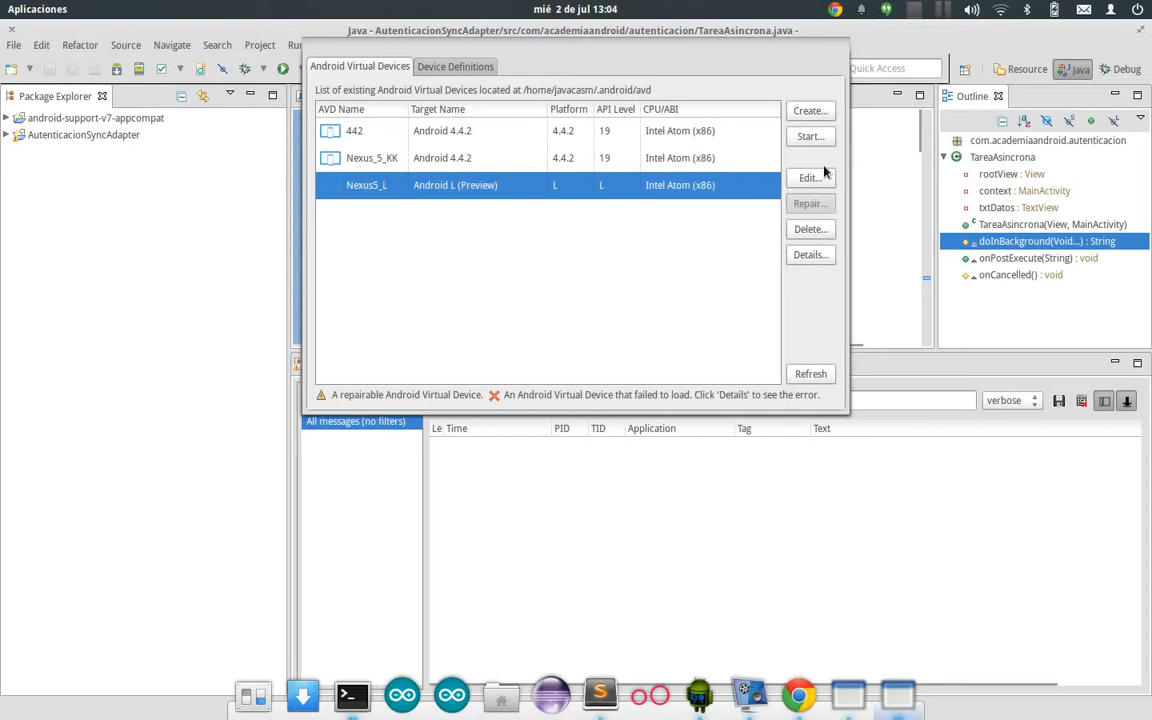 Aplicaciones mié 2 de jul 13:04
Java - AutenticacionSyncAdapter/src/com/academiaandroid/autenticacion/TareaAsincrona.java -
File Edit Refactor Source Navigate Search Project
Quick Access Resource Java Debug
Package Explorer
android-support-v7-appcompat
AutenticacionSyncAdapter
Android Virtual Devices Device Definitions
List of existing Android Virtual Devices located at /home/javacasm/.android/avd
AVD Name Target Name Platform API Level CPU/ABI
442 Android 4.4.2 4.4.2 19 Intel Atom (x86)
Nexus_5_KK Android 4.4.2 4.4.2 19 Intel Atom (x86)
Nexus5_L Android L (Preview) L L Intel Atom (x86)
Create...
Start...
Edit...
Repair...
Delete...
Details...
Refresh
A repairable Android Virtual Device. An Android Virtual Device that failed to load. Click 'Details' to see the error.
Outline
com.academiaandroid.autenticacion
TareaAsincrona
rootView : View
context : MainActivity
txtDatos : TextView
TareaAsincrona(View, MainActivity)
doInBackground(Void...) : String
onPostExecute(String) : void
onCancelled() : void
verbose
All messages (no filters)
Le Time PID TID Application Tag Text